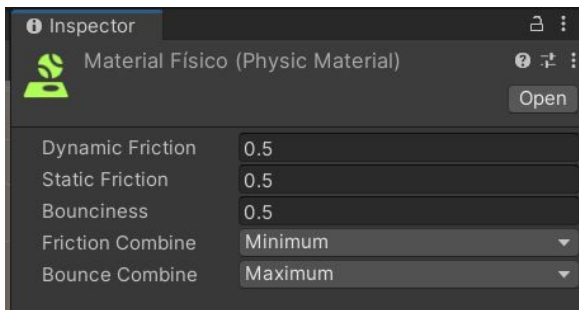 Inspector
Material Físico (Physic Material)
Open
Dynamic Friction 0.5
Static Friction 0.5
Bounciness 0.5
Friction Combine Minimum
Bounce Combine Maximum